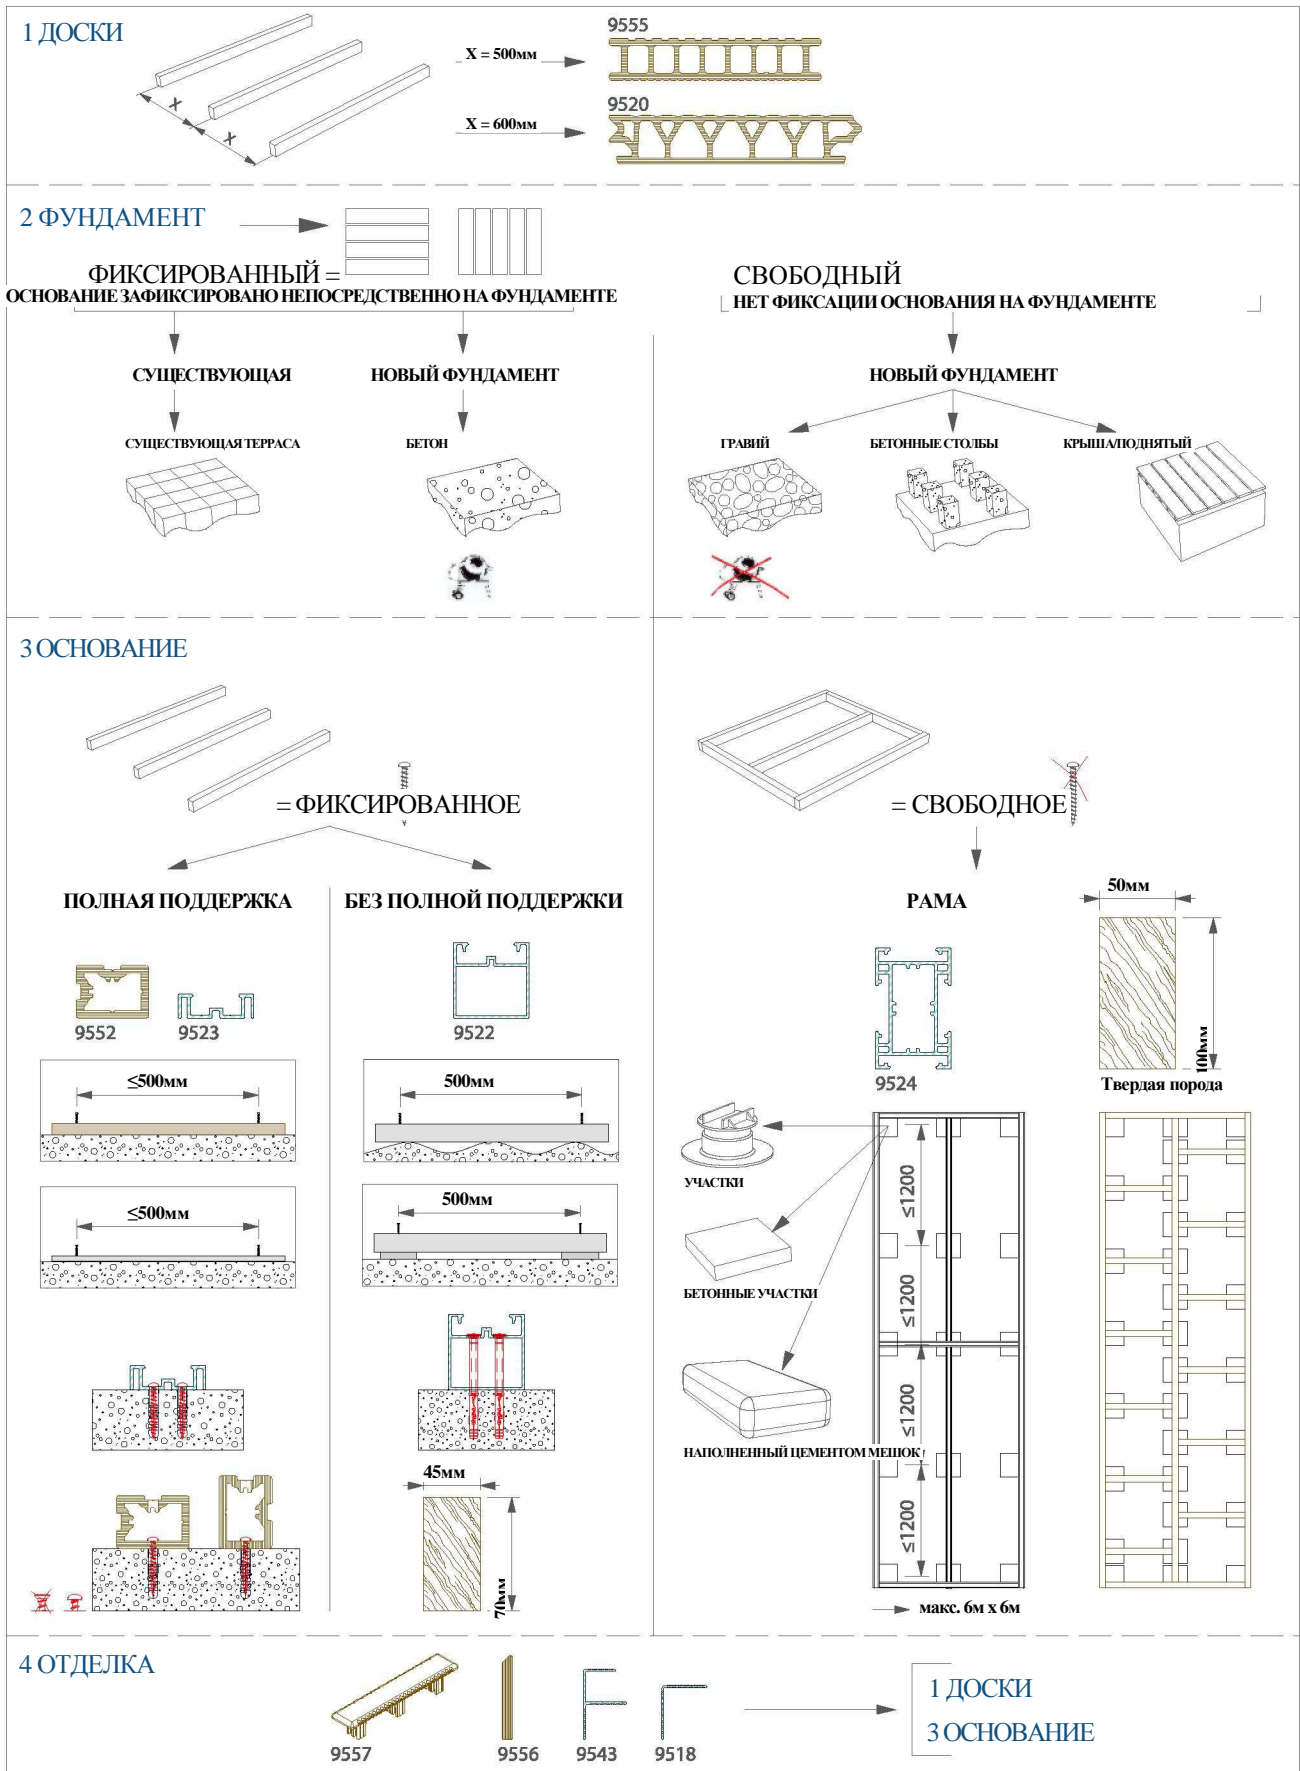 1 ДОСКИ
X
X
X = 500мм
9555
X = 600мм
9520
2 ФУНДАМЕНТ
ФИКСИРОВАННЫЙ =
ОСНОВАНИЕ ЗАФИКСИРОВАНО НЕПОСРЕДСТВЕННО НА ФУНДАМЕНТЕ
СУЩЕСТВУЮЩАЯ
НОВЫЙ ФУНДАМЕНТ
СУЩЕСТВУЮЩАЯ ТЕРРАСА
БЕТОН
СВОБОДНЫЙ
НЕТ ФИКСАЦИИ ОСНОВАНИЯ НА ФУНДАМЕНТЕ
НОВЫЙ ФУНДАМЕНТ
ГРАВИЙ
БЕТОННЫЕ СТОЛБЫ
КРЫША/ПОДНЯТЫЙ
3 ОСНОВАНИЕ
= ФИКСИРОВАННОЕ
ПОЛНАЯ ПОДДЕРЖКА
БЕЗ ПОЛНОЙ ПОДДЕРЖКИ
9552
9523
9522
≤500мм
500мм
≤500мм
500мм
45мм
70мм
= СВОБОДНОЕ
РАМА
50мм
100мм
9524
Твердая порода
УЧАСТКИ
БЕТОННЫЕ УЧАСТКИ
НАПОЛНЕННЫЙ ЦЕМЕНТОМ МЕШОК
≤1200
≤1200
≤1200
≤1200
макс. 6м x 6м
4 ОТДЕЛКА
9557
9556
9543
9518
1 ДОСКИ
3 ОСНОВАНИЕ